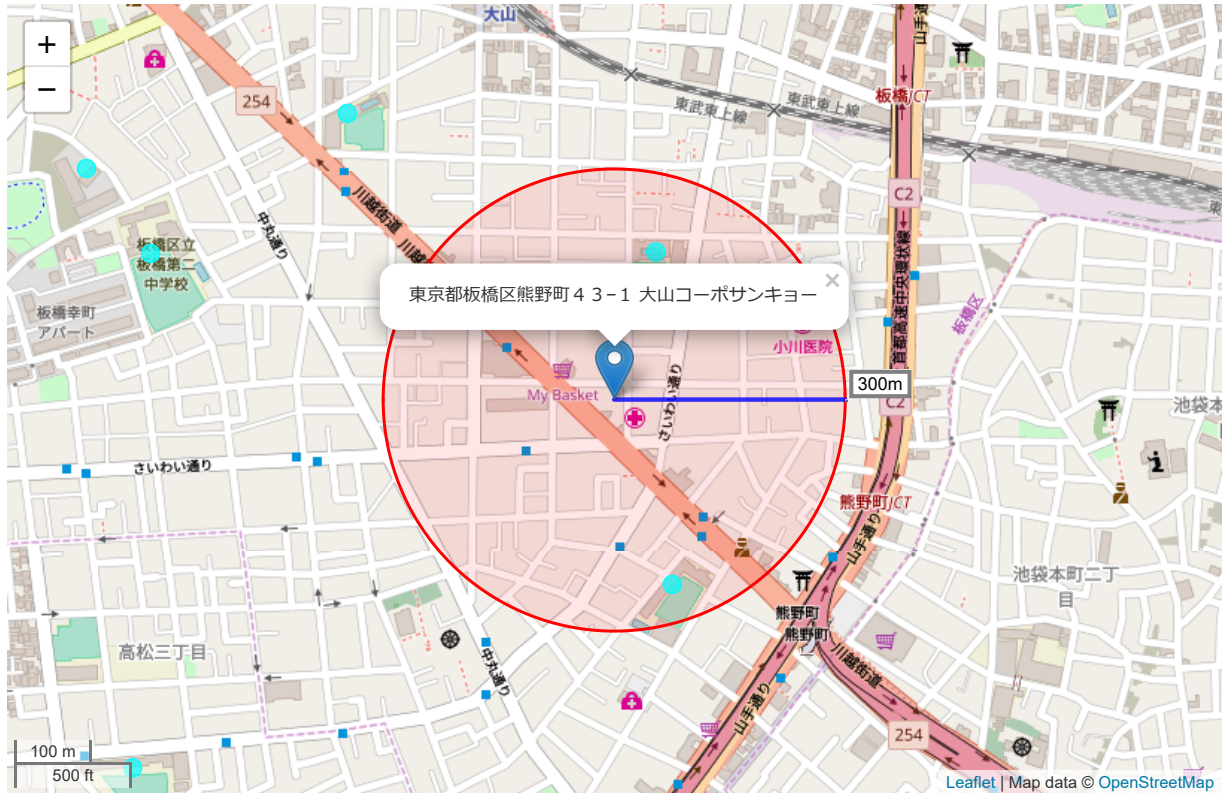 +
−
大山
山手通
254
東武東上線
東武東上線
板橋JCT
C2
川越街道
川越
中丸通り
板橋区立
板橋第二
中学校
首都高速中央環状線
板橋区
東京都板橋区熊野町４３−１ 大山コーポサンキョー
×
板橋幸町
アパート
小川医院
300m
My Basket
さいわい通り
C2
池袋本
さいわい通り
熊野町JCT
山手通り
池袋本町二丁
目
熊野町
熊野町
高松三丁目
中丸通り
川越街道
山手通り
254
100 m
500 ft
Leaflet | Map data © OpenStreetMap